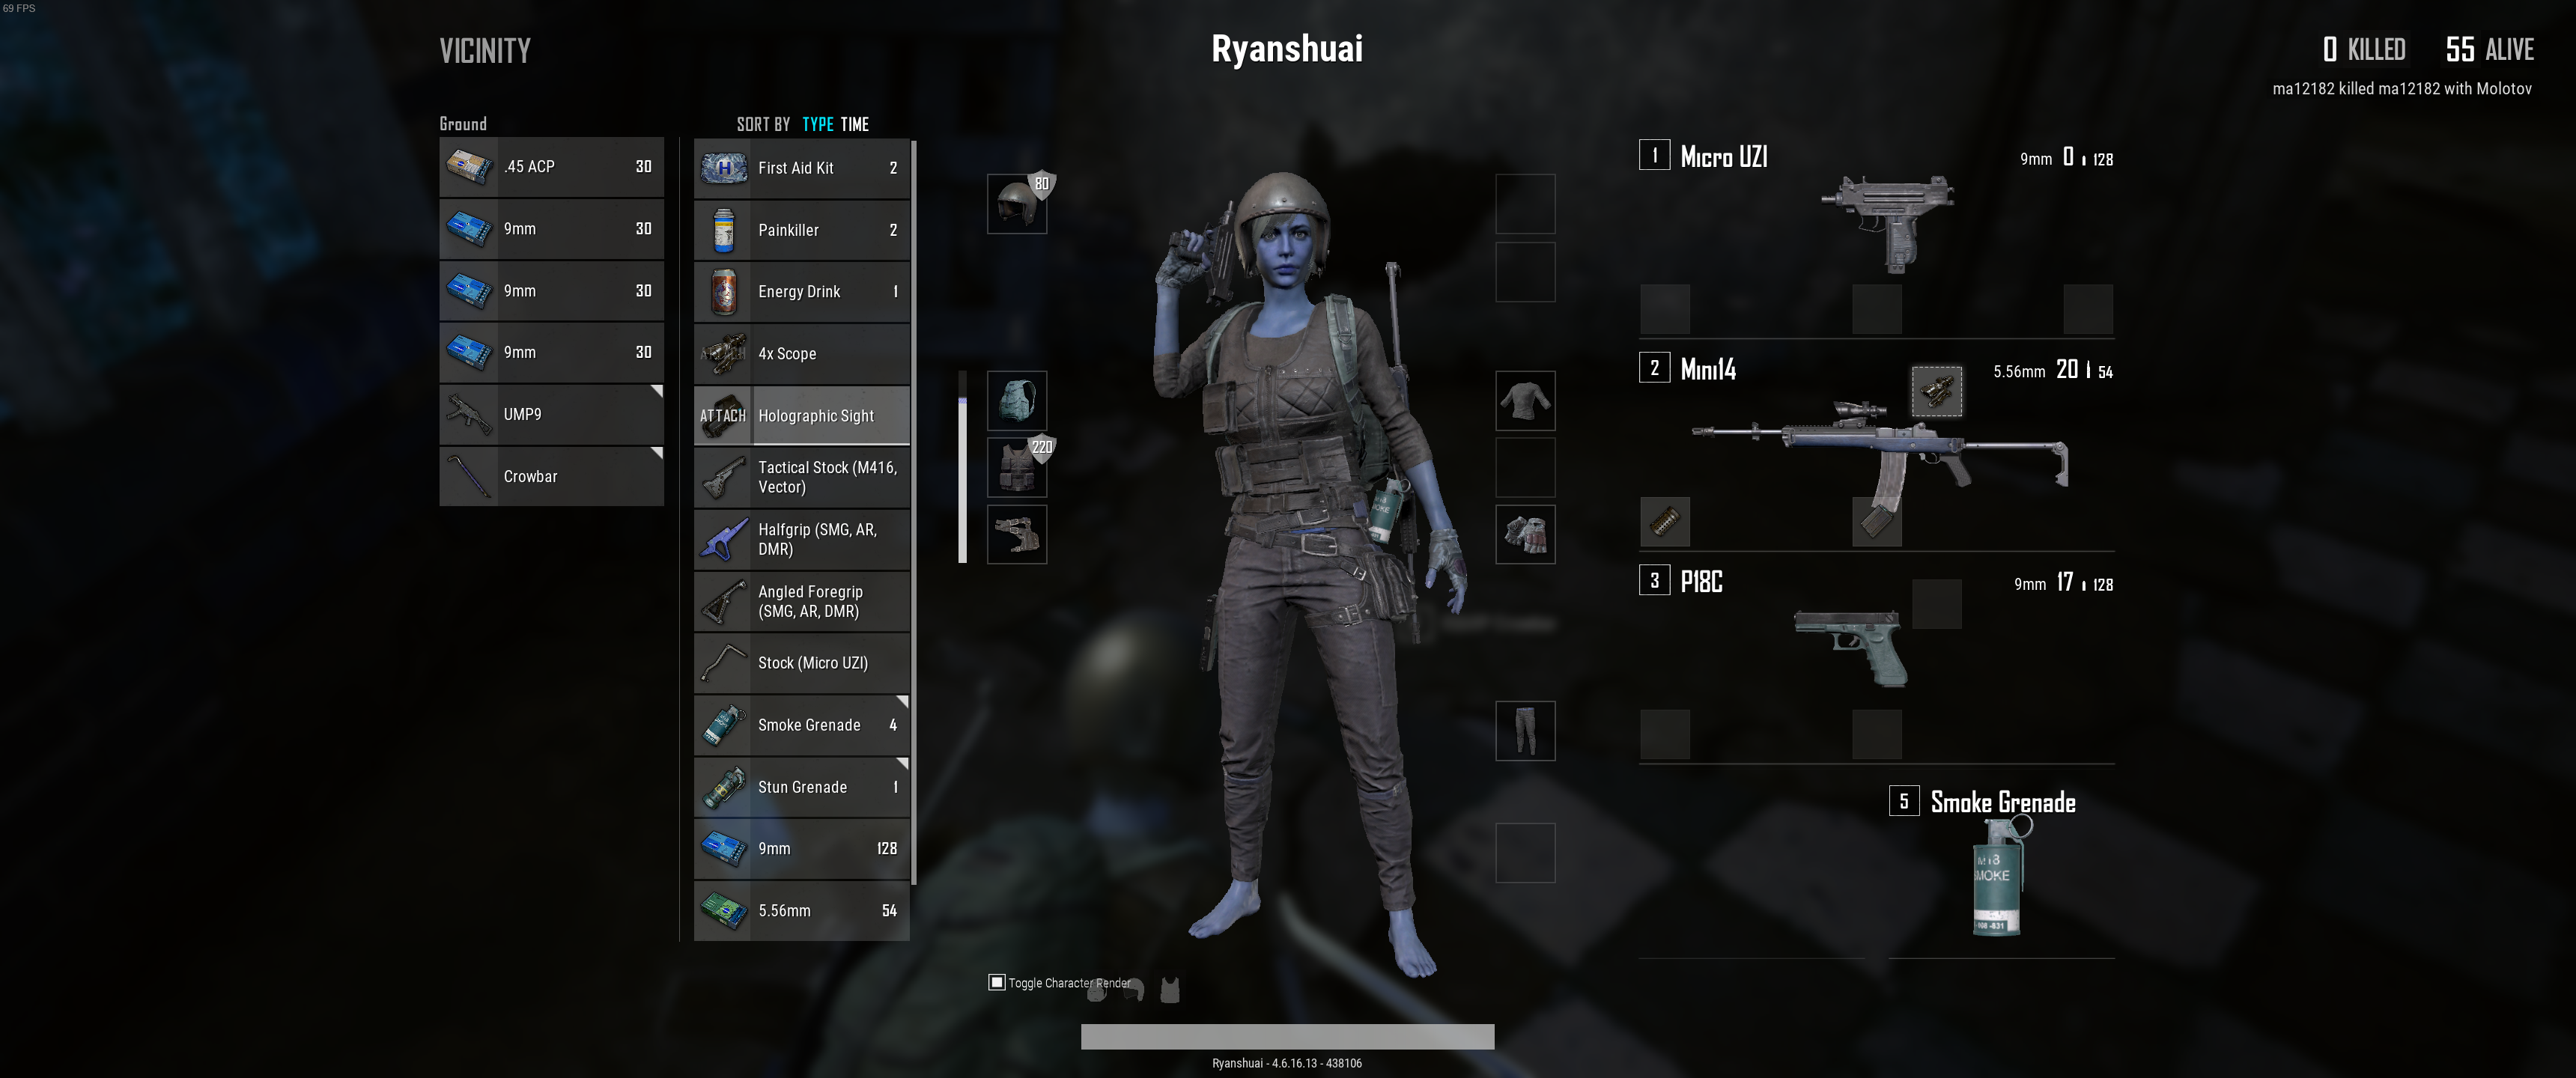 69 FPS
VICINITY
Ryanshuai
0 KILLED 55 ALIVE
ma12182 killed ma12182 with Molotov
Ground
.45 ACP 30
9mm 30
9mm 30
9mm 30
UMP9
Crowbar
SORT BY TYPE TIME
First Aid Kit 2
Painkiller 2
Energy Drink 1
ATTACH 4x Scope
ATTACH Holographic Sight
Tactical Stock (M416,
Vector)
Halfgrip (SMG, AR,
DMR)
Angled Foregrip
(SMG, AR, DMR)
Stock (Micro UZI)
Smoke Grenade 4
Stun Grenade 1
9mm 128
5.56mm 54
80
220
Toggle Character Render
1 Micro UZI 9mm 0 128
2 Mini14 5.56mm 20 54
3 P18C 9mm 17 128
5 Smoke Grenade
M18
SMOKE
Ryanshuai - 4.6.16.13 - 438106